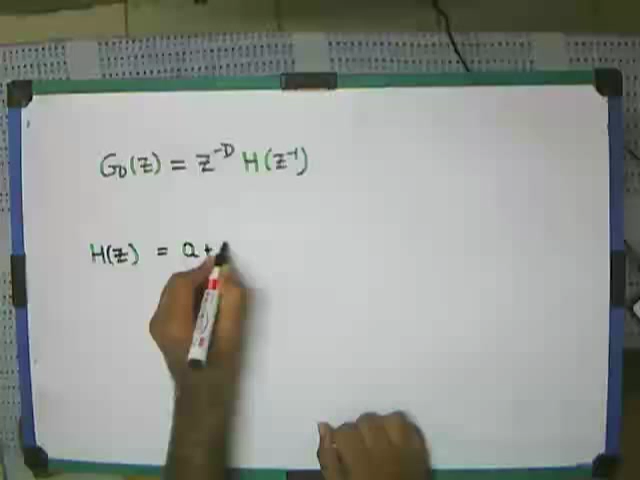 G₀(z) = z⁻ᴰ H(z⁻¹)
H(z) = a +